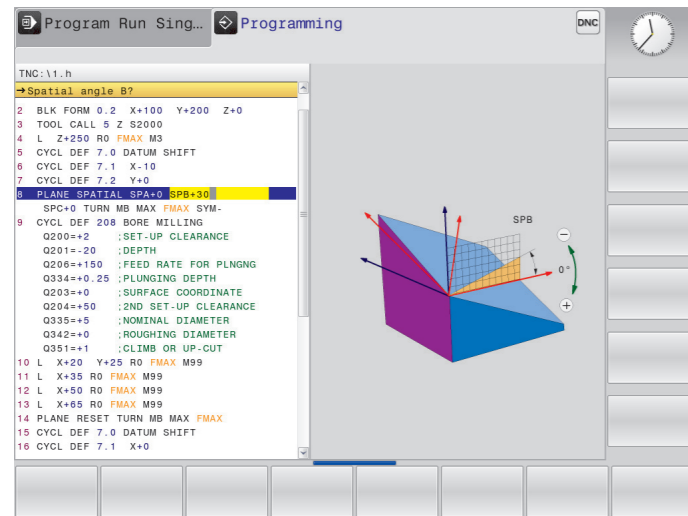 Program Run Sing... Programming DNC
TNC:\1.h
→Spatial angle B?
2 BLK FORM 0.2 X+100 Y+200 Z+0
3 TOOL CALL 5 Z S2000
4 L Z+250 R0 FMAX M3
5 CYCL DEF 7.0 DATUM SHIFT
6 CYCL DEF 7.1 X-10
7 CYCL DEF 7.2 Y+0
8 PLANE SPATIAL SPA+0 SPB+30
SPC+0 TURN MB MAX FMAX SYM-
9 CYCL DEF 208 BORE MILLING
Q200=+2 ;SET-UP CLEARANCE
Q201=-20 ;DEPTH
Q206=+150 ;FEED RATE FOR PLNGNG
Q334=+0.25 ;PLUNGING DEPTH
Q203=+0 ;SURFACE COORDINATE
Q204=+50 ;2ND SET-UP CLEARANCE
Q335=+5 ;NOMINAL DIAMETER
Q342=+0 ;ROUGHING DIAMETER
Q351=+1 ;CLIMB OR UP-CUT
10 L X+20 Y+25 R0 FMAX M99
11 L X+35 R0 FMAX M99
12 L X+50 R0 FMAX M99
13 L X+65 R0 FMAX M99
14 PLANE RESET TURN MB MAX FMAX
15 CYCL DEF 7.0 DATUM SHIFT
16 CYCL DEF 7.1 X+0
SPB
−
0°
+